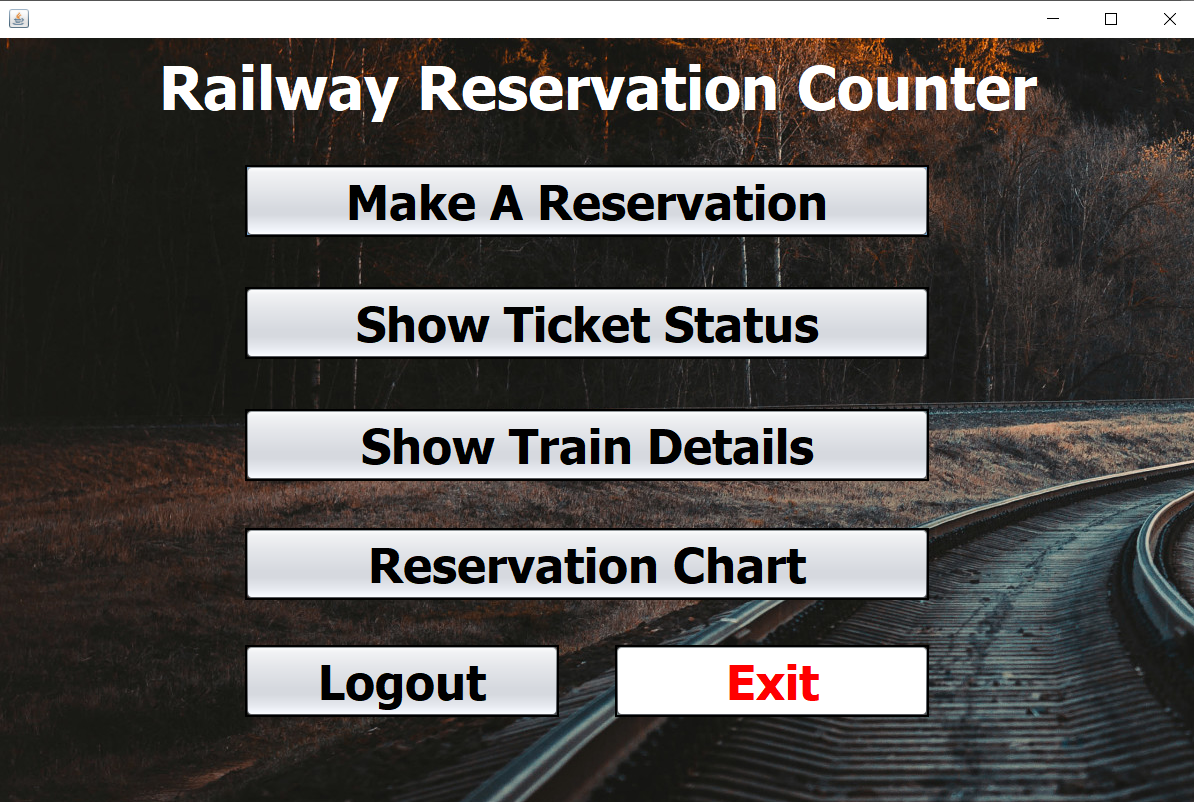 Railway Reservation Counter
Make A Reservation
Show Ticket Status
Show Train Details
Reservation Chart
Logout
Exit